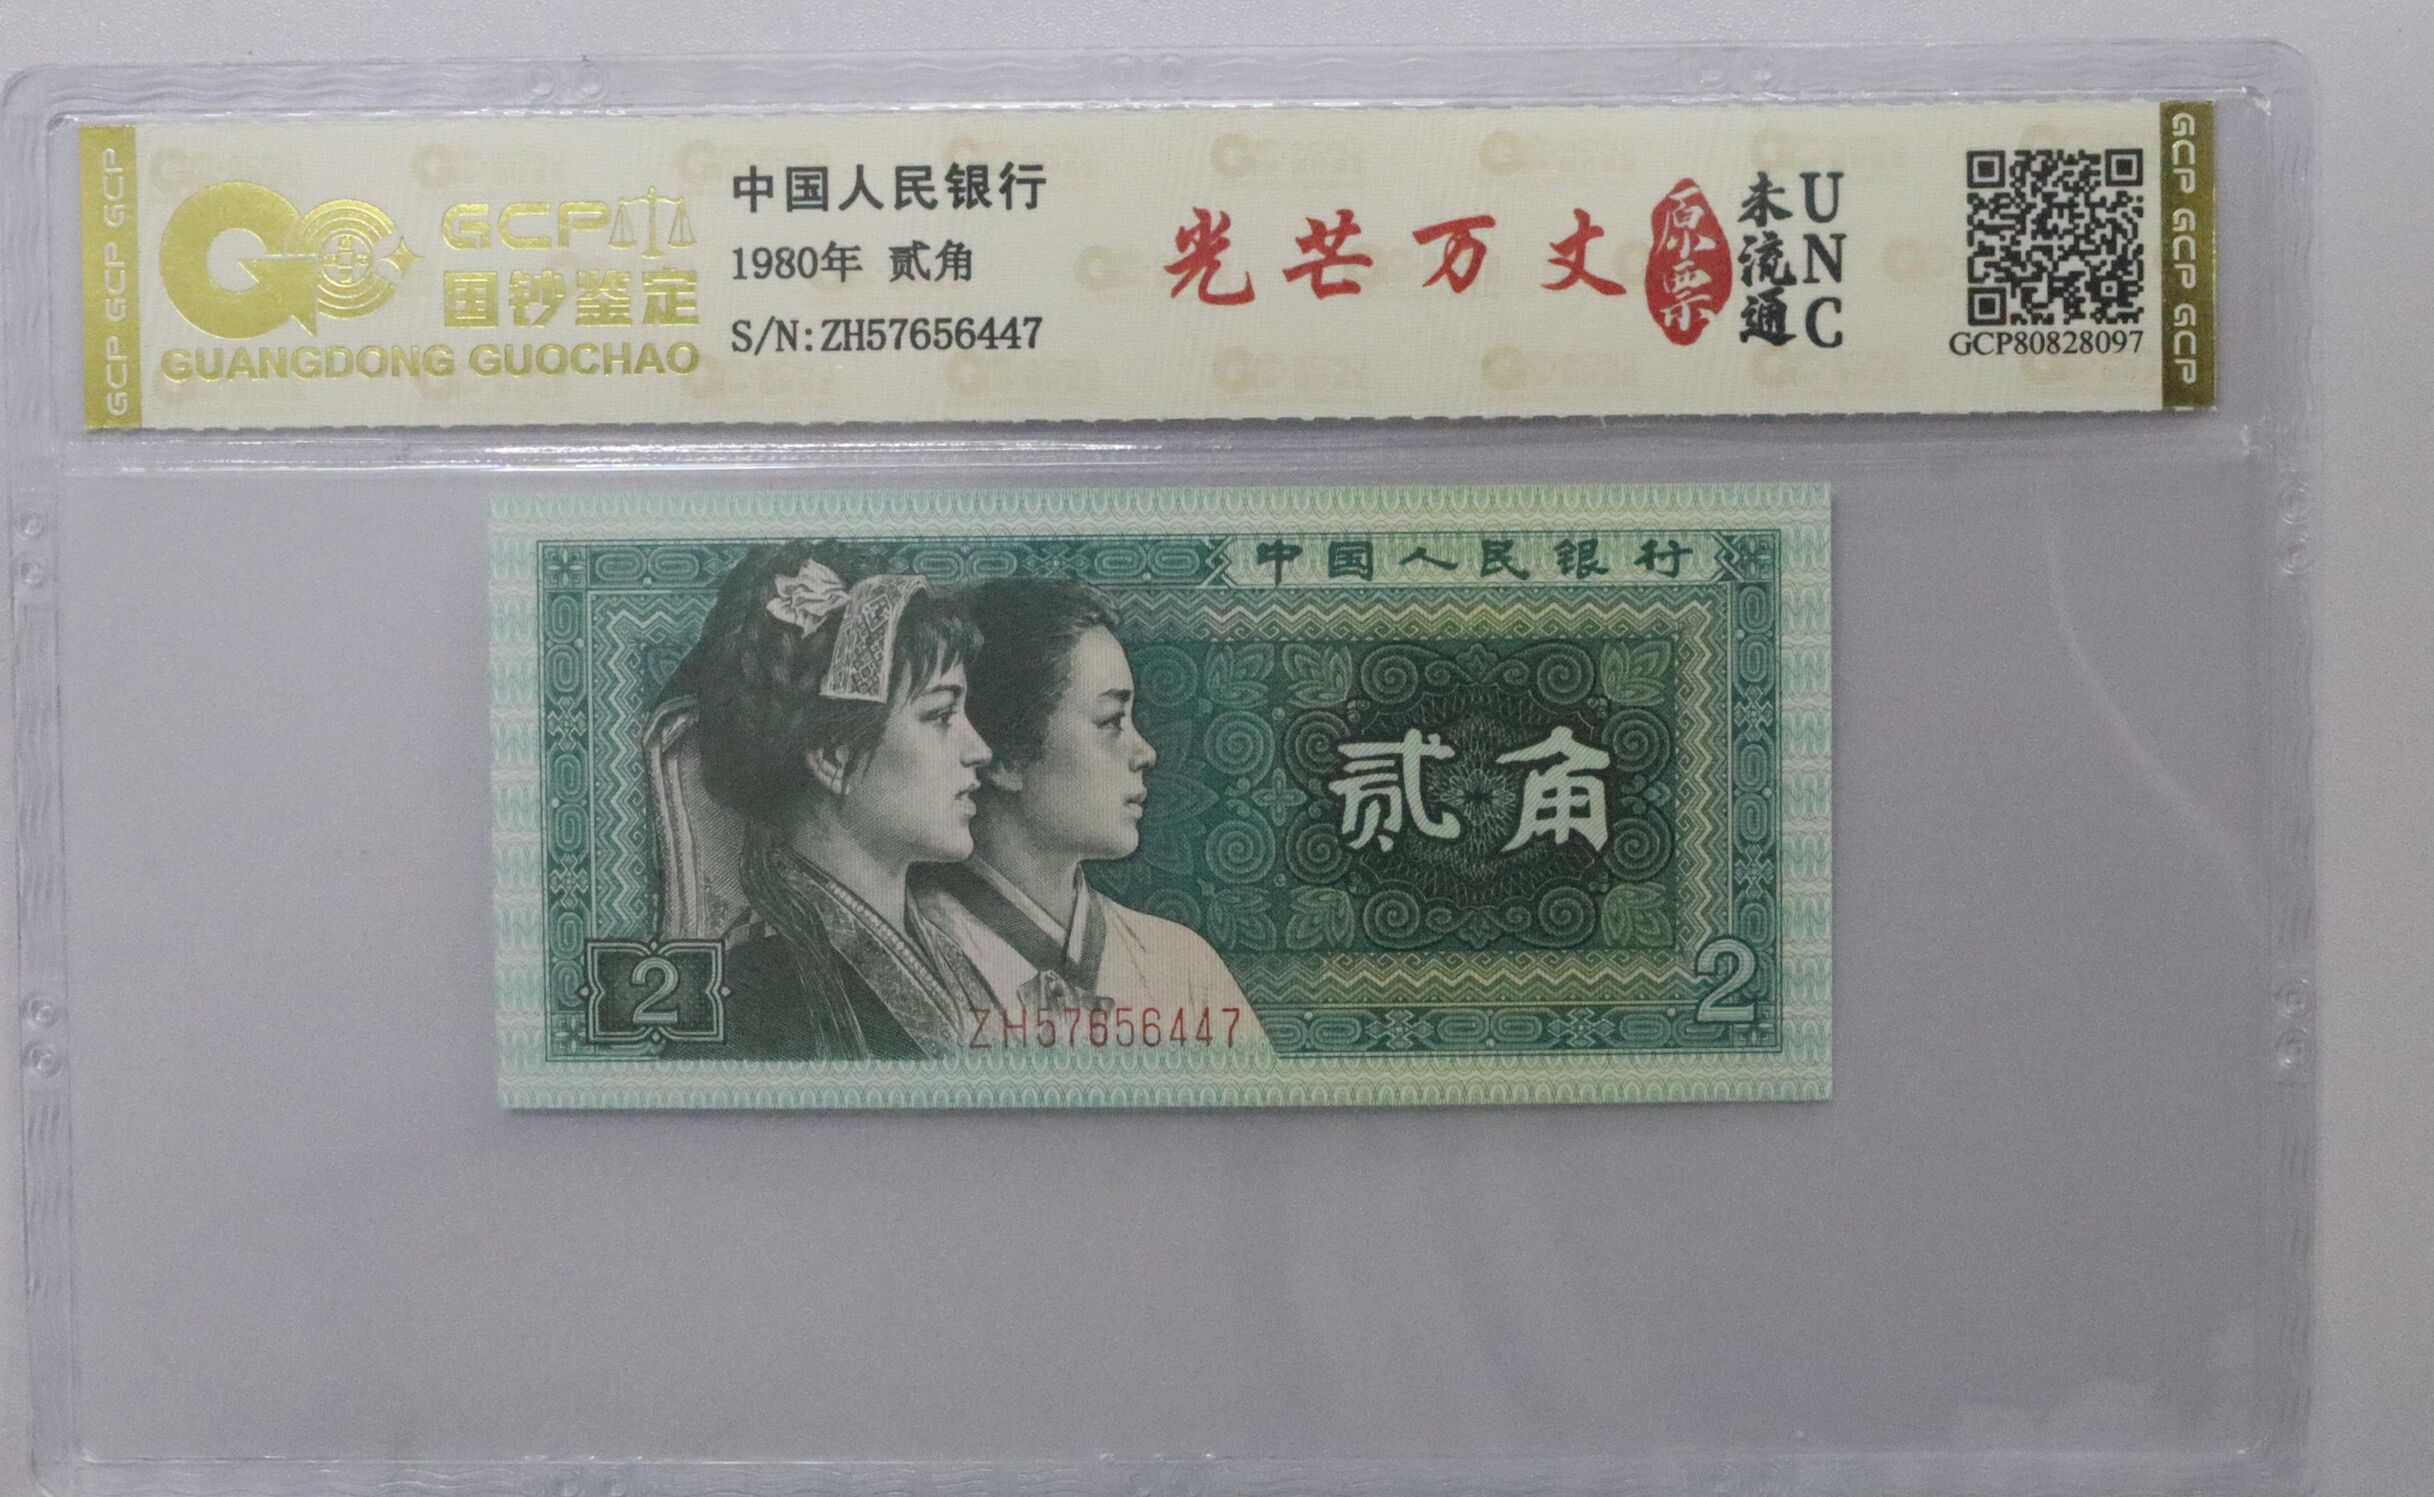 GCP GCP GCP
GCP
国钞鉴定
GUANGDONG GUOCHAO
中国人民银行
1980年 贰角
S/N:ZH57656447
光芒万丈
原票
未流通
UNC
GCP80828097
GCP GCP GCP
中国人民银行
贰角
2
2
ZH57656447